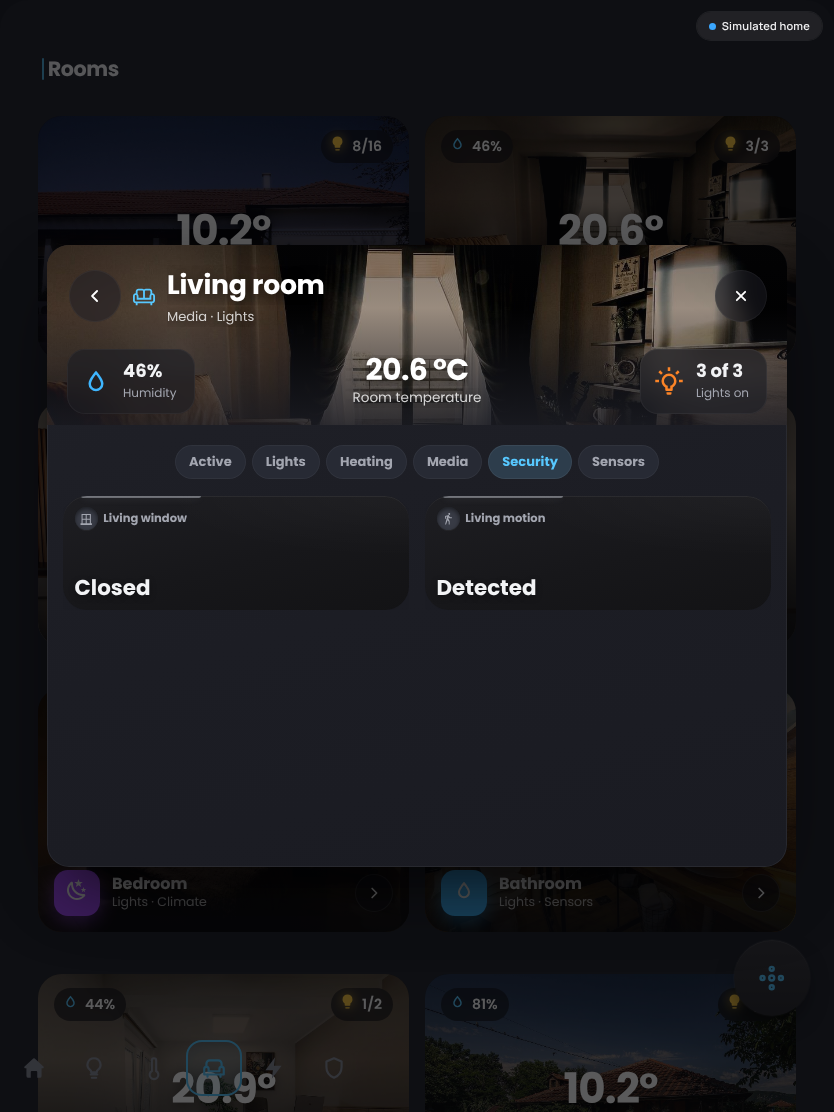 Simulated home
Rooms
8/16
46%
3/3
10.2°
20.6°
Living room
Media · Lights
46%
Humidity
20.6 °C
Room temperature
3 of 3
Lights on
Active
Lights
Heating
Media
Security
Sensors
Living window
Closed
Living motion
Detected
Bedroom
Lights · Climate
Bathroom
Lights · Sensors
44%
1/2
81%
20.9°
10.2°